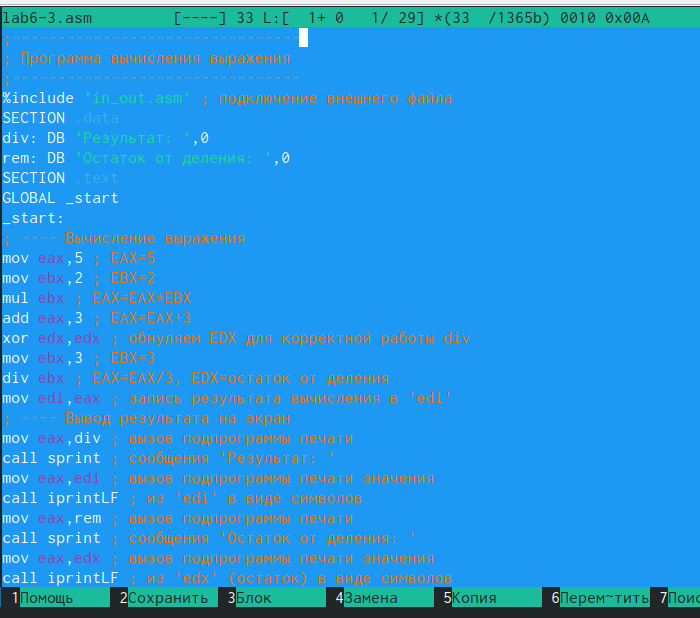 lab6-3.asm         [----] 33 L:[  1+ 0   1/ 29] *(33  /1365b) 0010 0x00A
;--------------------------------
; Программа вычисления выражения
;--------------------------------
%include 'in_out.asm' ; подключение внешнего файла
SECTION .data
div: DB 'Результат: ',0
rem: DB 'Остаток от деления: ',0
SECTION .text
GLOBAL _start
_start:
; ---- Вычисление выражения
mov eax,5 ; EAX=5
mov ebx,2 ; EBX=2
mul ebx ; EAX=EAX*EBX
add eax,3 ; EAX=EAX+3
xor edx,edx ; обнуляем EDX для корректной работы div
mov ebx,3 ; EBX=3
div ebx ; EAX=EAX/3, EDX=остаток от деления
mov edi,eax ; запись результата вычисления в 'edi'
; ---- Вывод результата на экран
mov eax,div ; вызов подпрограммы печати
call sprint ; сообщения 'Результат: '
mov eax,edi ; вызов подпрограммы печати значения
call iprintLF ; из 'edi' в виде символов
mov eax,rem ; вызов подпрограммы печати
call sprint ; сообщения 'Остаток от деления: '
mov eax,edx ; вызов подпрограммы печати значения
call iprintLF ; из 'edx' (остаток) в виде символов
1Помощь 2Сохранить 3Блок 4Замена 5Копия 6Перем~тить 7Поис